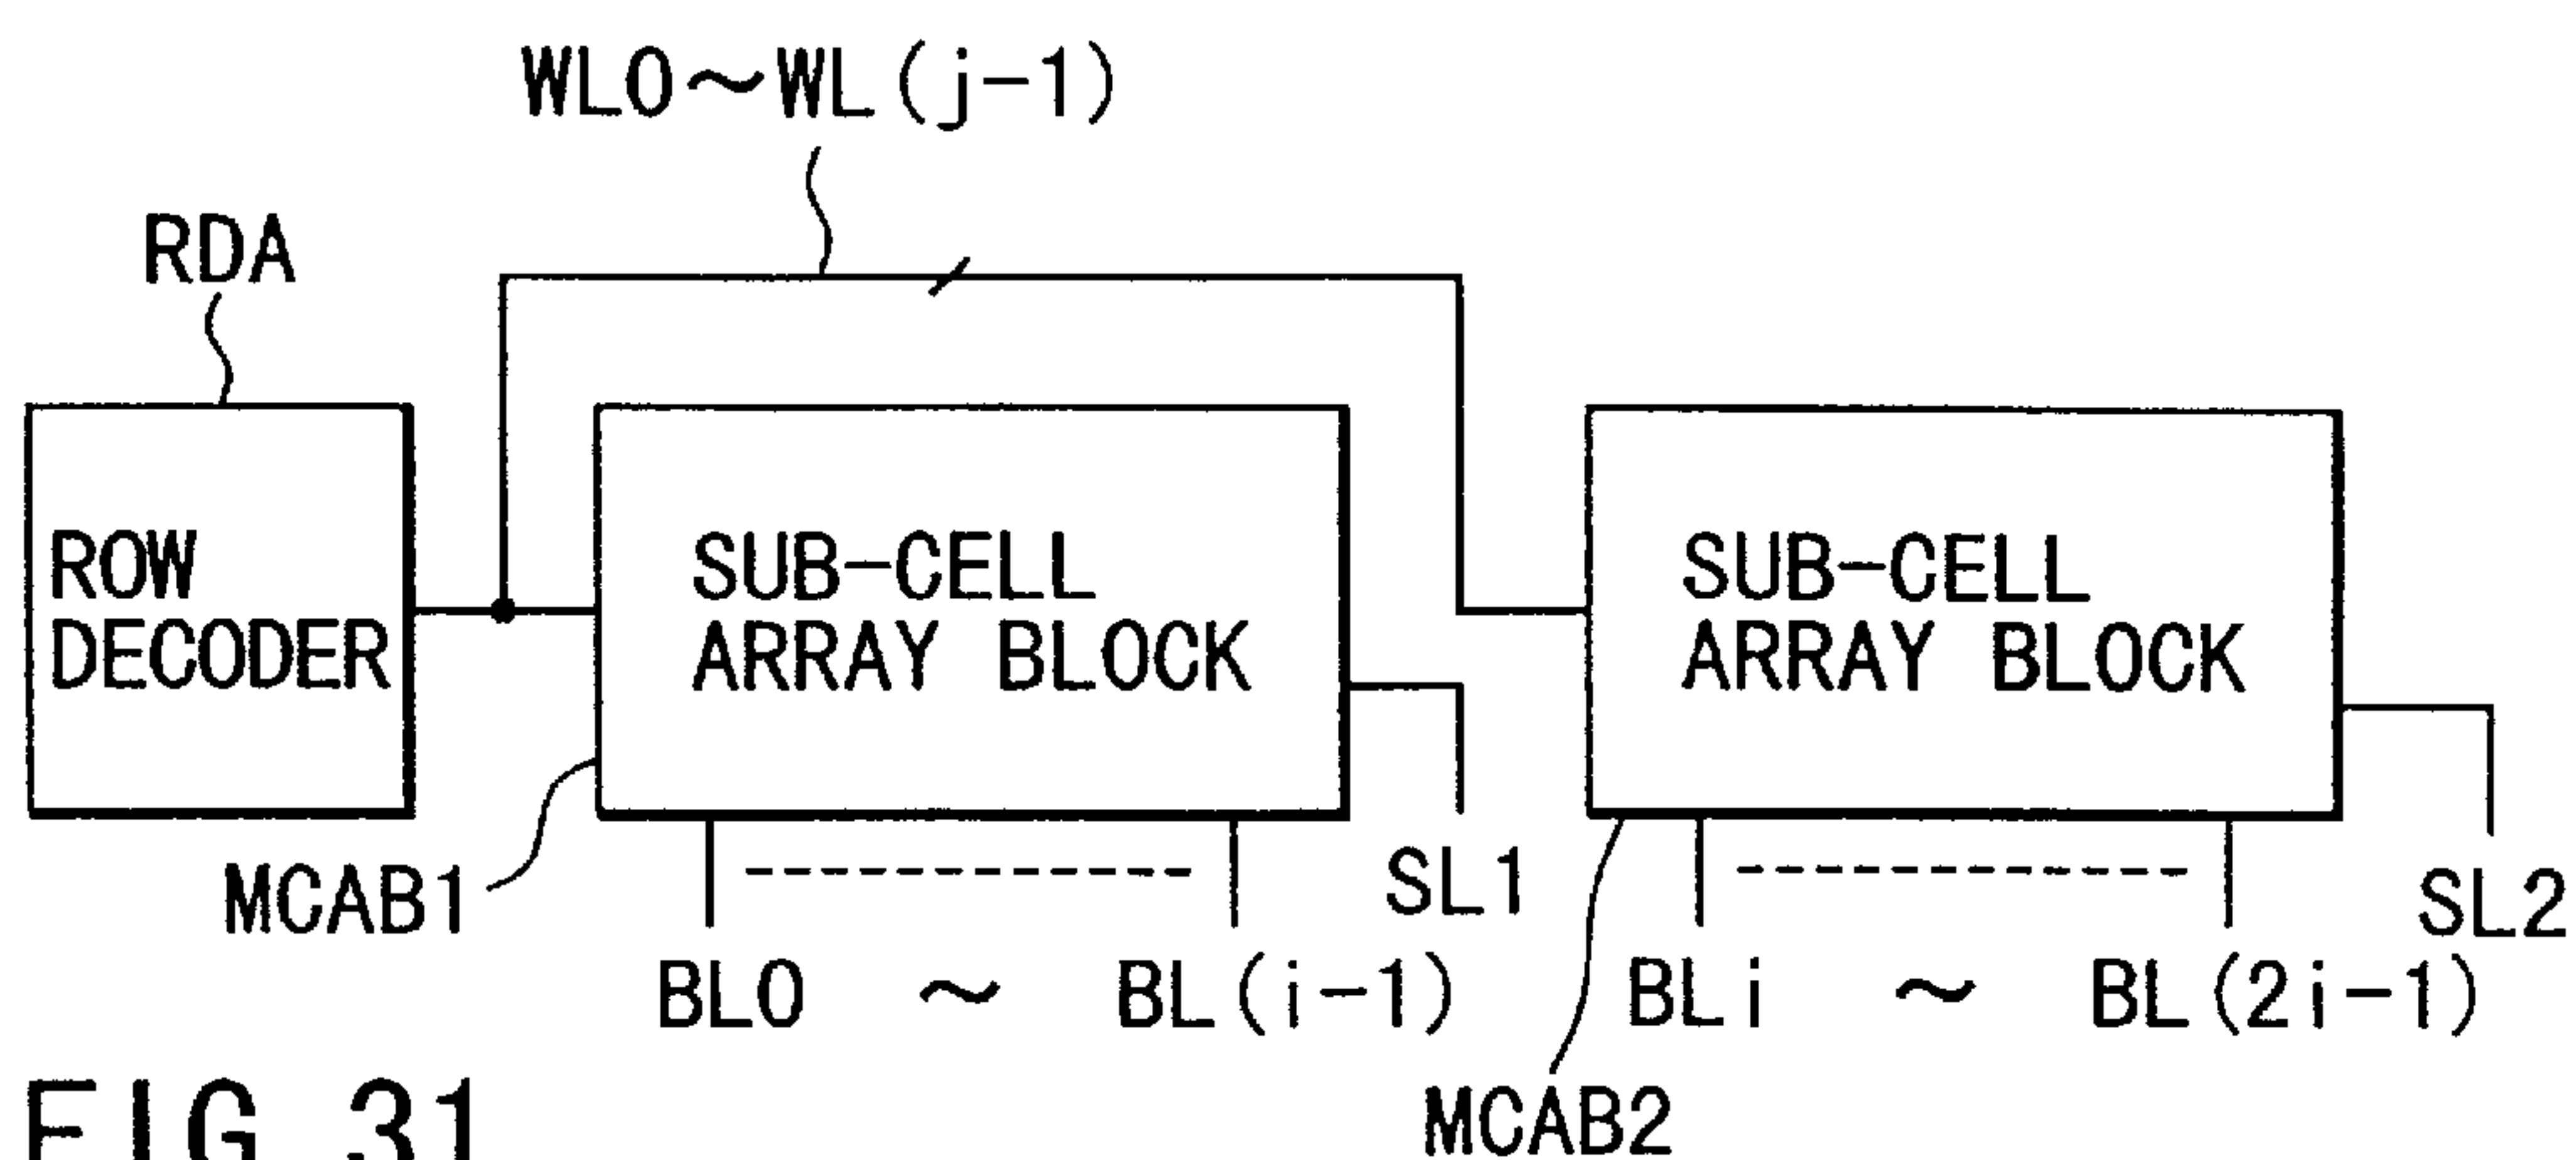 WL0～WL(j-1)
RDA
ROW
DECODER
SUB-CELL
ARRAY BLOCK
SUB-CELL
ARRAY BLOCK
MCAB1
SL1
SL2
BL0 ～ BL(i-1)
BLi ～ BL(2i-1)
MCAB2
FIG. 31